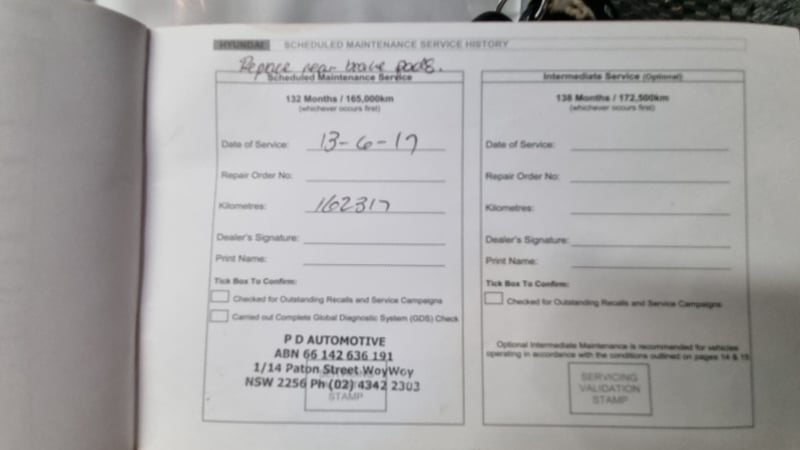 HYUNDAI SCHEDULED MAINTENANCE SERVICE HISTORY
Replace rear brake pads.
Scheduled Maintenance Service
132 Months / 165,000km
(whichever occurs first)
Date of Service: 13-6-17
Repair Order No:
Kilometres: 162317
Dealer's Signature:
Print Name:
Tick Box To Confirm:
Checked for Outstanding Recalls and Service Campaigns
Carried out Complete Global Diagnostic System (GDS) Check
P D AUTOMOTIVE
ABN 66 142 636 191
1/14 Paton Street WoyWoy
NSW 2256 Ph (02) 4342 2303
STAMP
Intermediate Service (Optional)
138 Months / 172,500km
(whichever occurs first)
Date of Service:
Repair Order No:
Kilometres:
Dealer's Signature:
Print Name:
Tick Box To Confirm:
Checked for Outstanding Recalls and Service Campaigns
Optional Intermediate Maintenance is recommended for vehicles
operating in accordance with the conditions outlined on pages 14 & 15
SERVICING
VALIDATION
STAMP